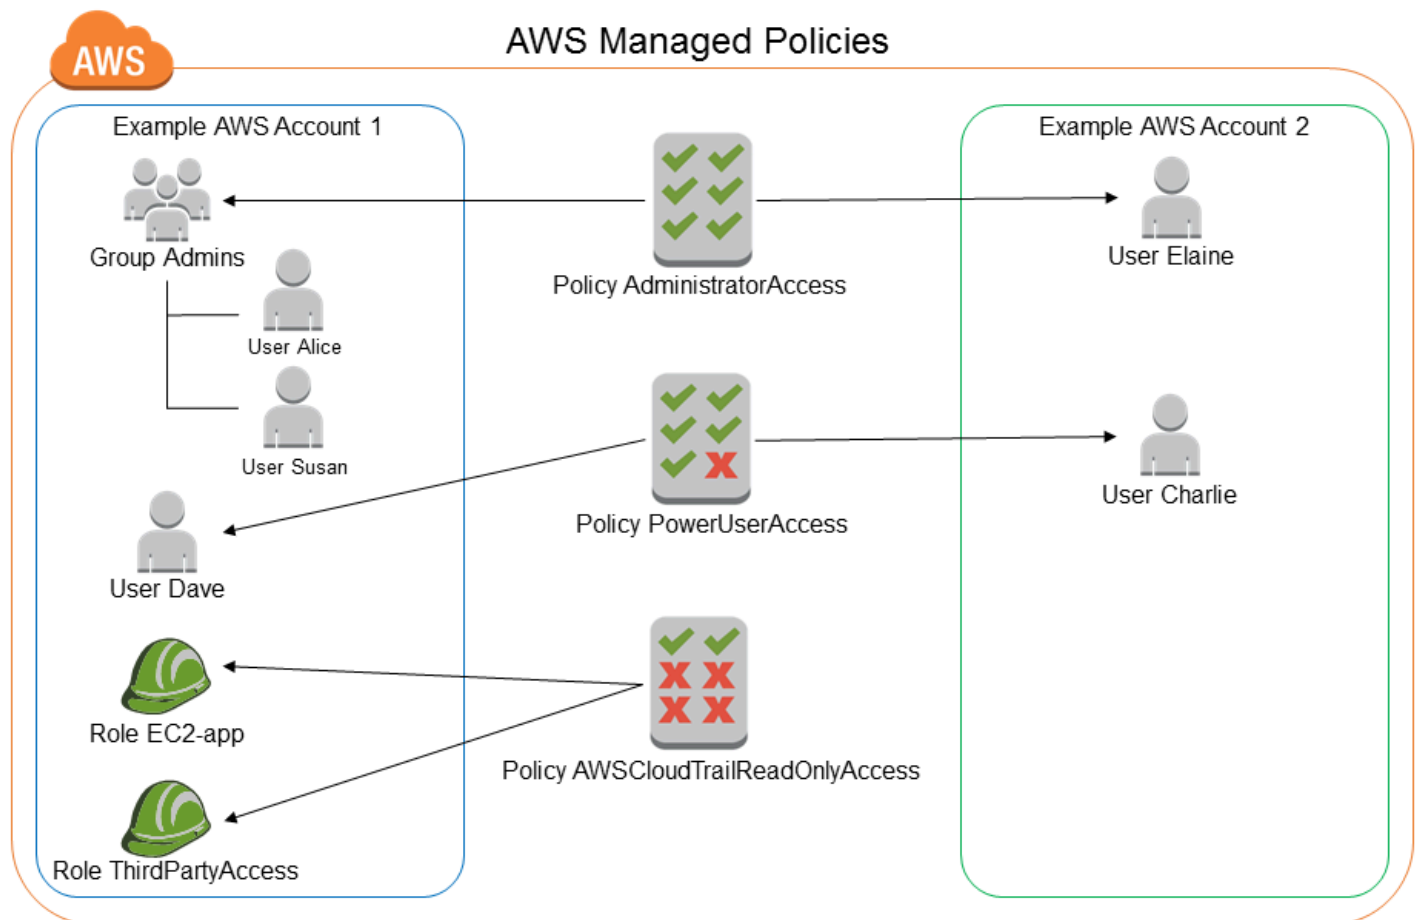 AWS Managed Policies
AWS
Example AWS Account 1
Example AWS Account 2
Group Admins
User Alice
User Susan
User Dave
Role EC2-app
Role ThirdPartyAccess
Policy AdministratorAccess
Policy PowerUserAccess
Policy AWSCloudTrailReadOnlyAccess
User Elaine
User Charlie